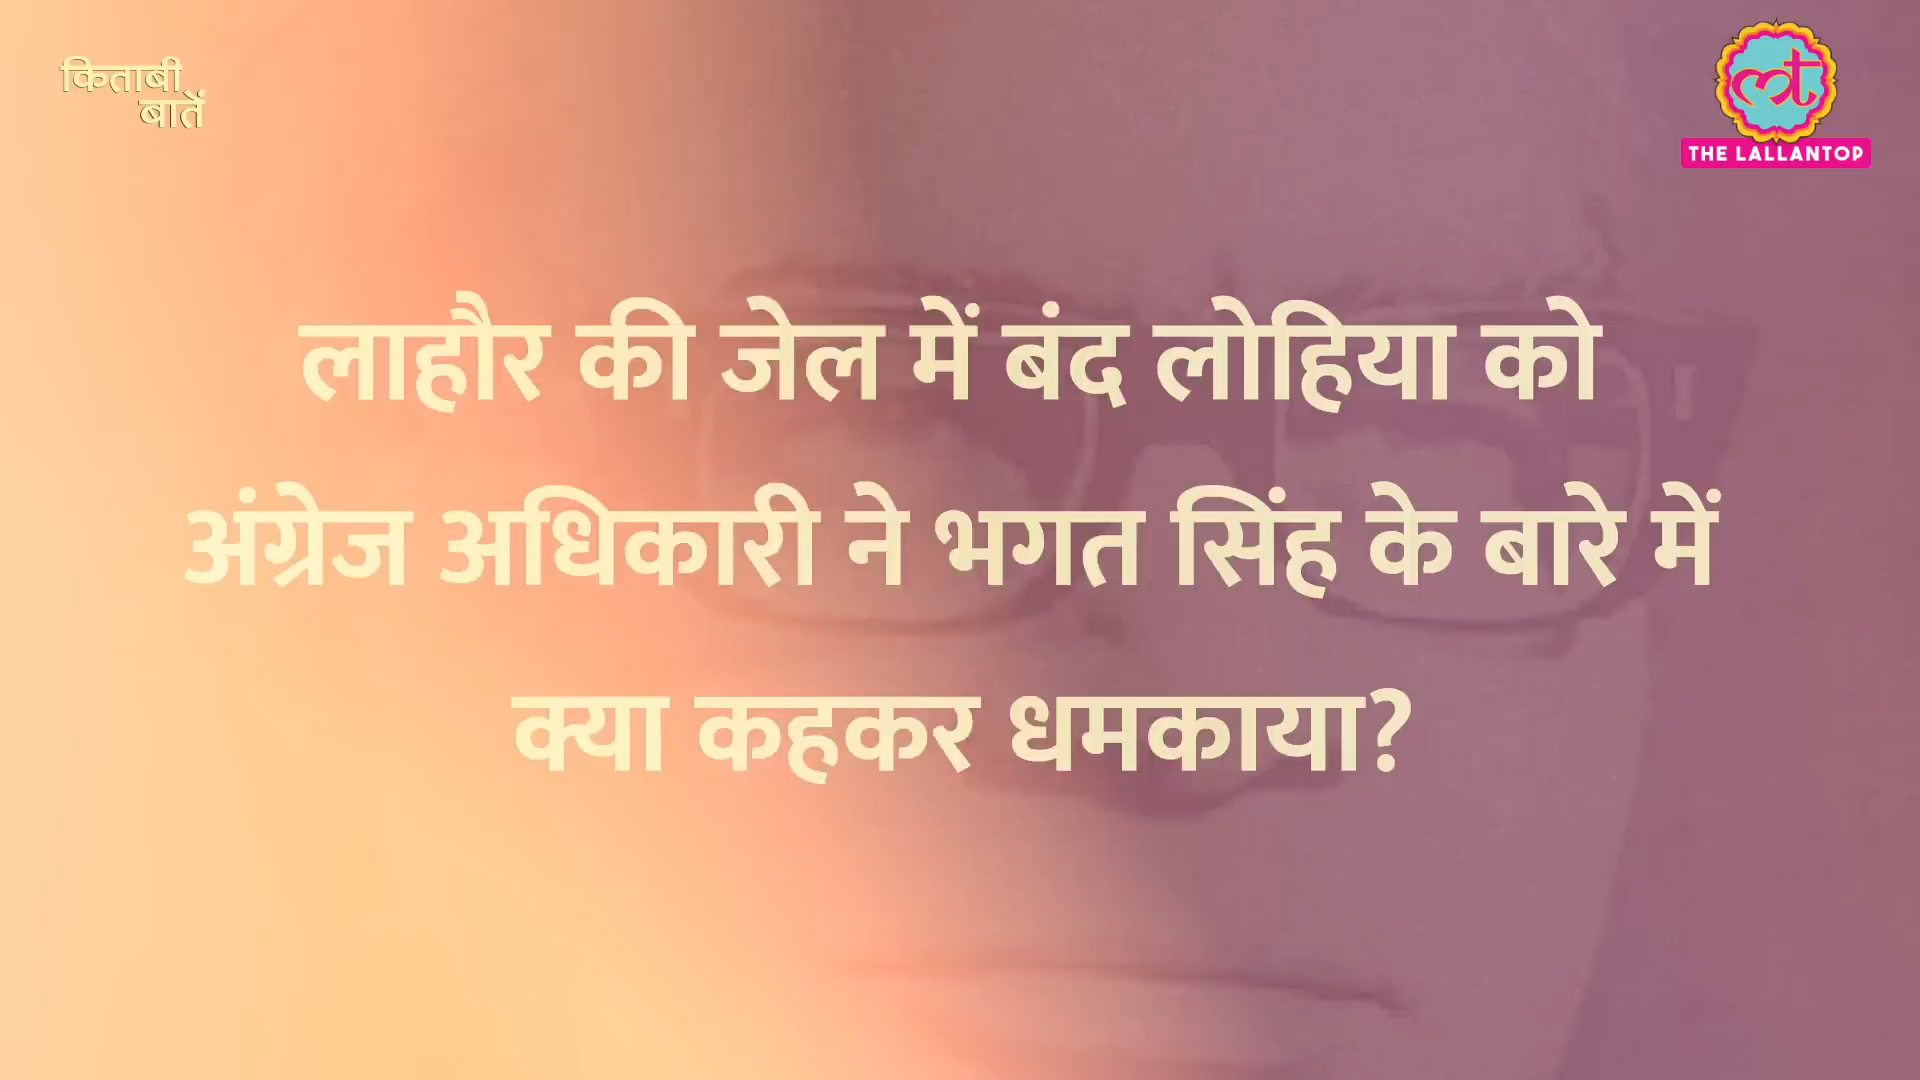 किताबी
बातें
THE LALLANTOP
लाहौर की जेल में बंद लोहिया को
अंग्रेज अधिकारी ने भगत सिंह के बारे में
क्या कहकर धमकाया?